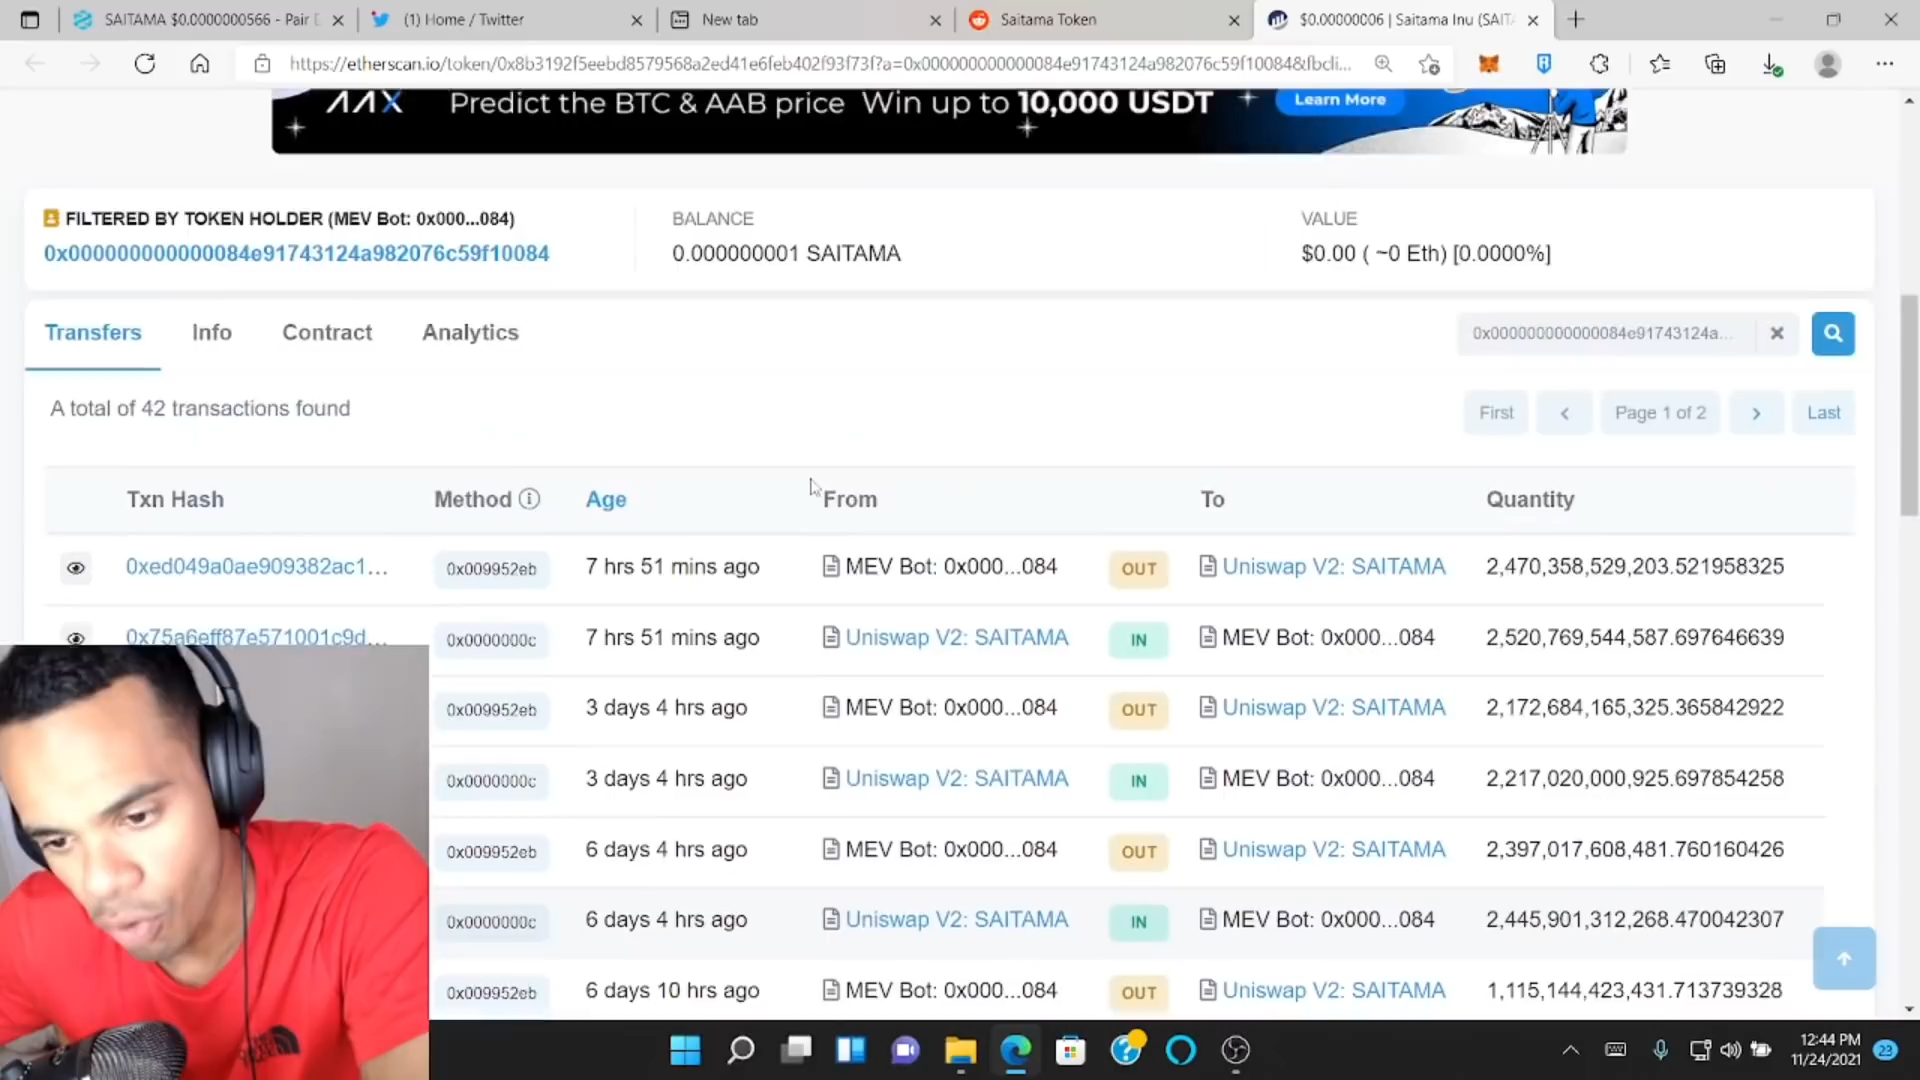 SAITAMA $0.0000000566 - Pair E
(1) Home / Twitter
New tab
Saitama Token
$0.00000006 | Saitama Inu (SAIT
https://etherscan.io/token/0x8b3192f5eebd8579568a2ed41e6feb402f93f73f?a=0x000000000000084e91743124a982076c59f10084&fbcli...
AAX Predict the BTC & AAB price Win up to 10,000 USDT Learn More
FILTERED BY TOKEN HOLDER (MEV Bot: 0x000...084)
0x000000000000084e91743124a982076c59f10084
BALANCE
0.000000001 SAITAMA
VALUE
$0.00 ( ~0 Eth) [0.0000%]
Transfers Info Contract Analytics 0x000000000000084e91743124a...
A total of 42 transactions found
First Page 1 of 2 Last
Txn Hash Method Age From To Quantity
0xed049a0ae909382ac1... 0x009952eb 7 hrs 51 mins ago MEV Bot: 0x000...084 OUT Uniswap V2: SAITAMA 2,470,358,529,203.521958325
0x75a6eff87e571001c9d... 0x0000000c 7 hrs 51 mins ago Uniswap V2: SAITAMA IN MEV Bot: 0x000...084 2,520,769,544,587.697646639
0x009952eb 3 days 4 hrs ago MEV Bot: 0x000...084 OUT Uniswap V2: SAITAMA 2,172,684,165,325.365842922
0x0000000c 3 days 4 hrs ago Uniswap V2: SAITAMA IN MEV Bot: 0x000...084 2,217,020,000,925.697854258
0x009952eb 6 days 4 hrs ago MEV Bot: 0x000...084 OUT Uniswap V2: SAITAMA 2,397,017,608,481.760160426
0x0000000c 6 days 4 hrs ago Uniswap V2: SAITAMA IN MEV Bot: 0x000...084 2,445,901,312,268.470042307
0x009952eb 6 days 10 hrs ago MEV Bot: 0x000...084 OUT Uniswap V2: SAITAMA 1,115,144,423,431.713739328
12:44 PM
11/24/2021
23